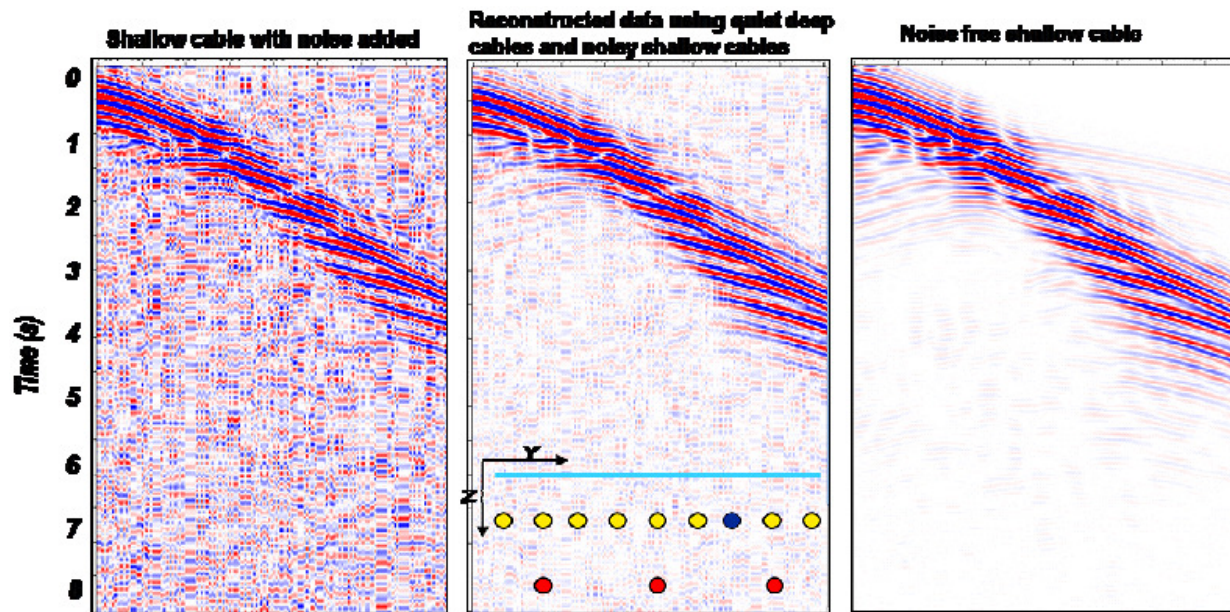 Shallow cable with noise added
Reconstructed data using quiet deep
cables and noisy shallow cables
Noise free shallow cable
Time (s)
0
1
2
3
4
5
6
7
8
Y
Z